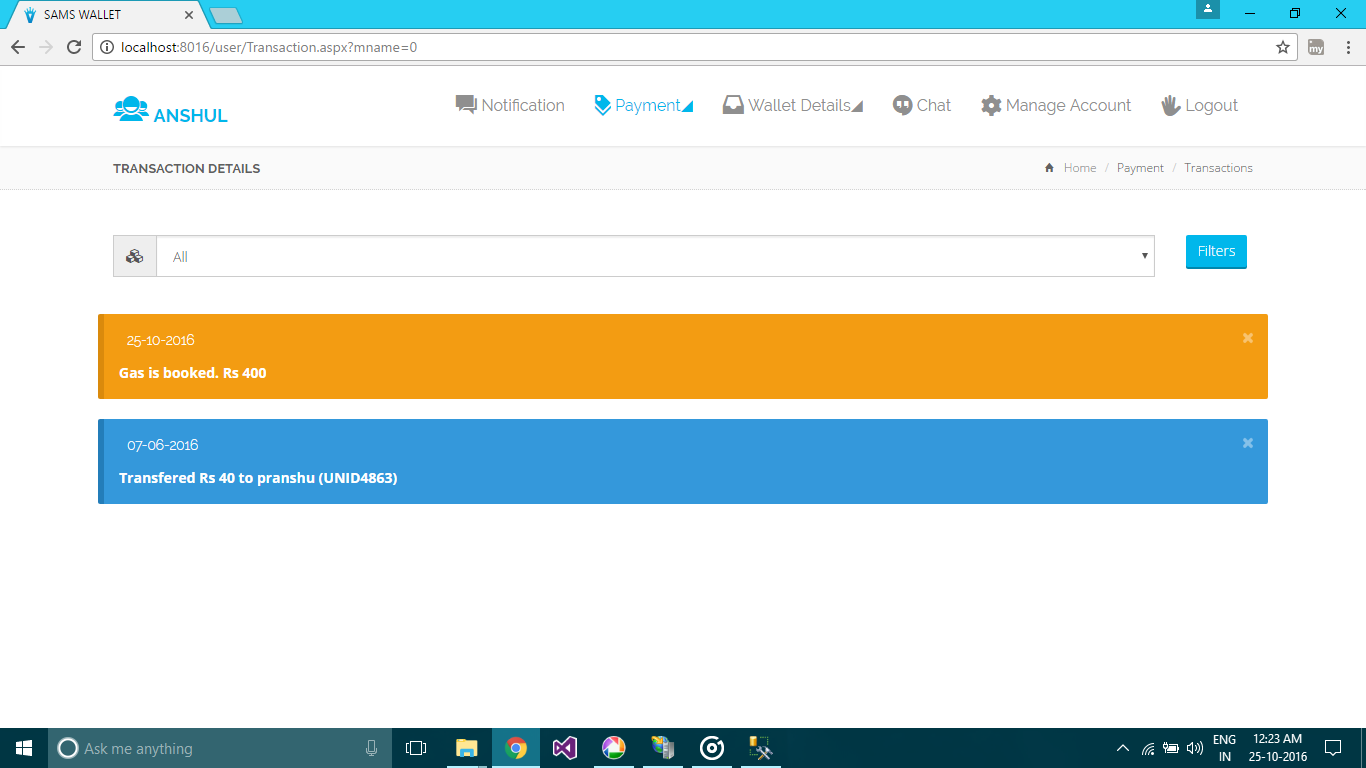 SAMS WALLET
localhost:8016/user/Transaction.aspx?mname=0
my
ANSHUL
Notification
Payment
Wallet Details
Chat
Manage Account
Logout
TRANSACTION DETAILS
Home / Payment / Transactions
All
Filters
25-10-2016
Gas is booked. Rs 400
07-06-2016
Transfered Rs 40 to pranshu (UNID4863)
Ask me anything
ENG
IN
12:23 AM
25-10-2016